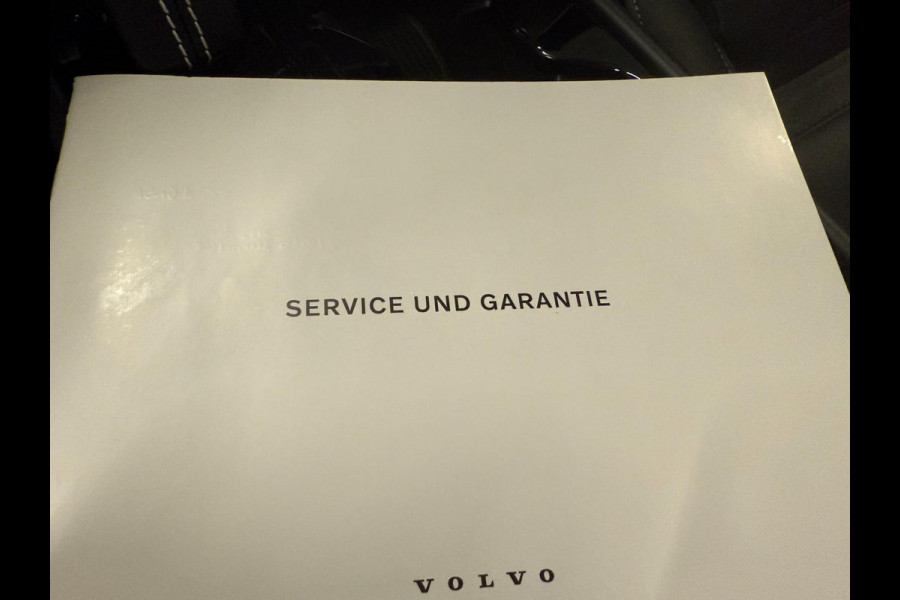 SERVICE UND GARANTIE
VOLVO